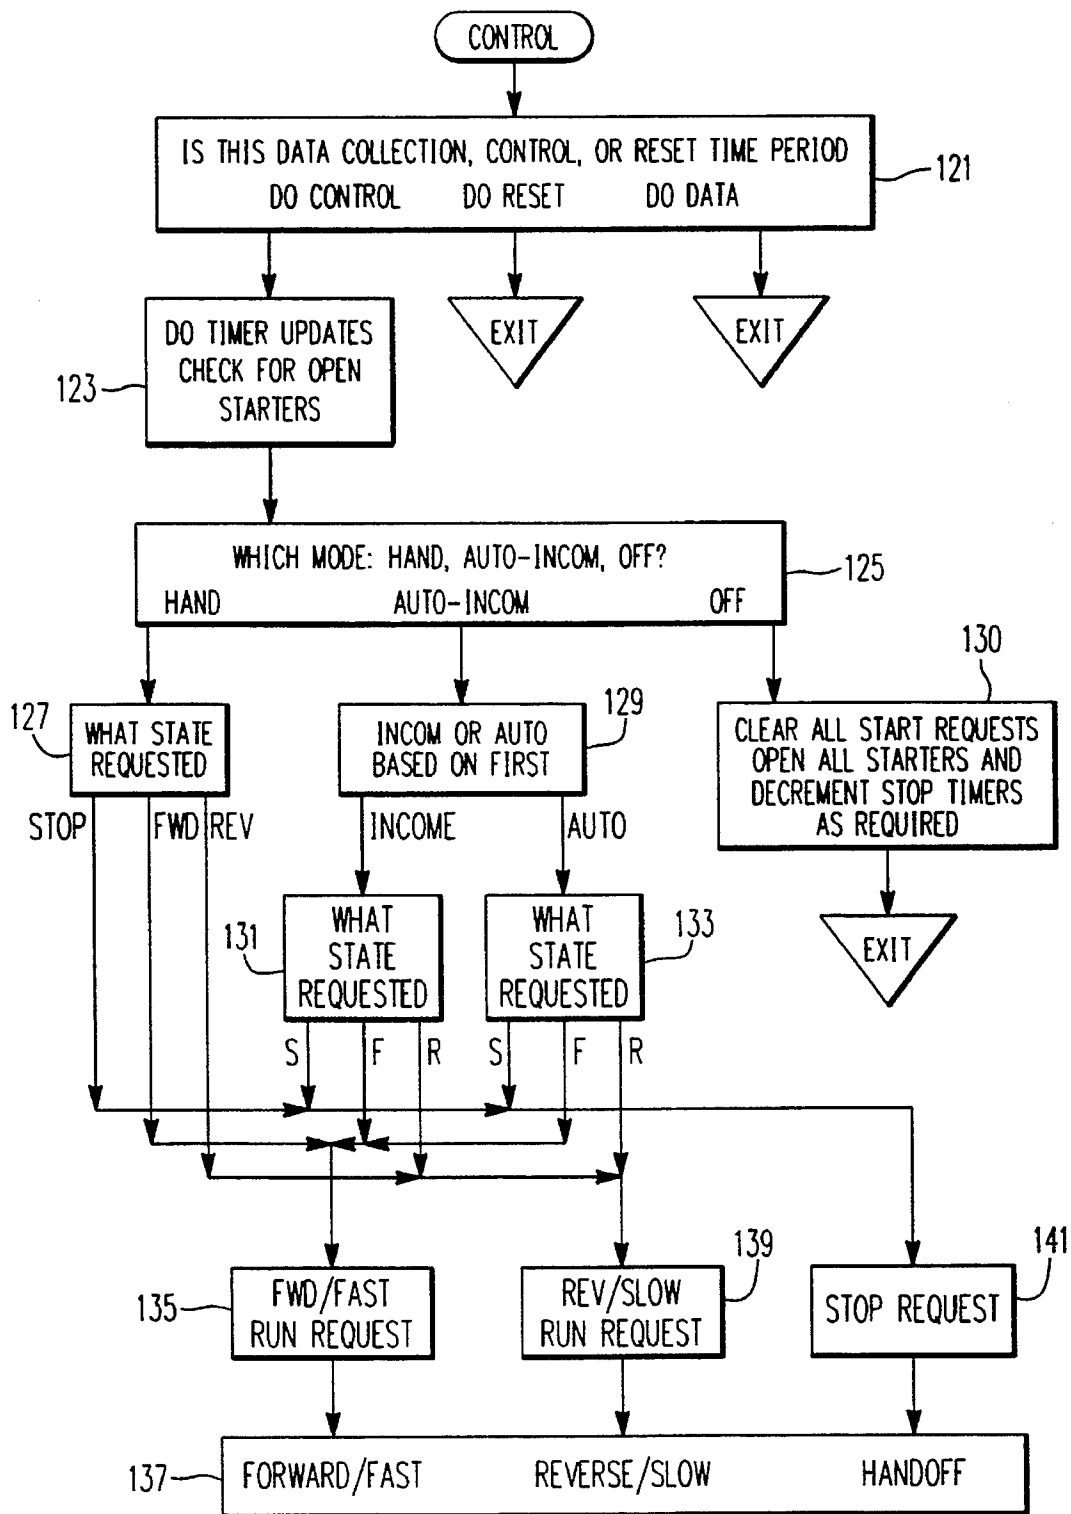 CONTROL
IS THIS DATA COLLECTION, CONTROL, OR RESET TIME PERIOD
DO CONTROL DO RESET DO DATA
121
DO TIMER UPDATES
CHECK FOR OPEN
STARTERS
123
EXIT
EXIT
WHICH MODE: HAND, AUTO-INCOM, OFF?
HAND AUTO-INCOM OFF
125
127
WHAT STATE
REQUESTED
129
INCOM OR AUTO
BASED ON FIRST
130
CLEAR ALL START REQUESTS
OPEN ALL STARTERS AND
DECREMENT STOP TIMERS
AS REQUIRED
STOP FWD REV INCOME AUTO
131
WHAT
STATE
REQUESTED
133
WHAT
STATE
REQUESTED
EXIT
S F R S F R
135
FWD/FAST
RUN REQUEST
139
REV/SLOW
RUN REQUEST
141
STOP REQUEST
137
FORWARD/FAST REVERSE/SLOW HANDOFF